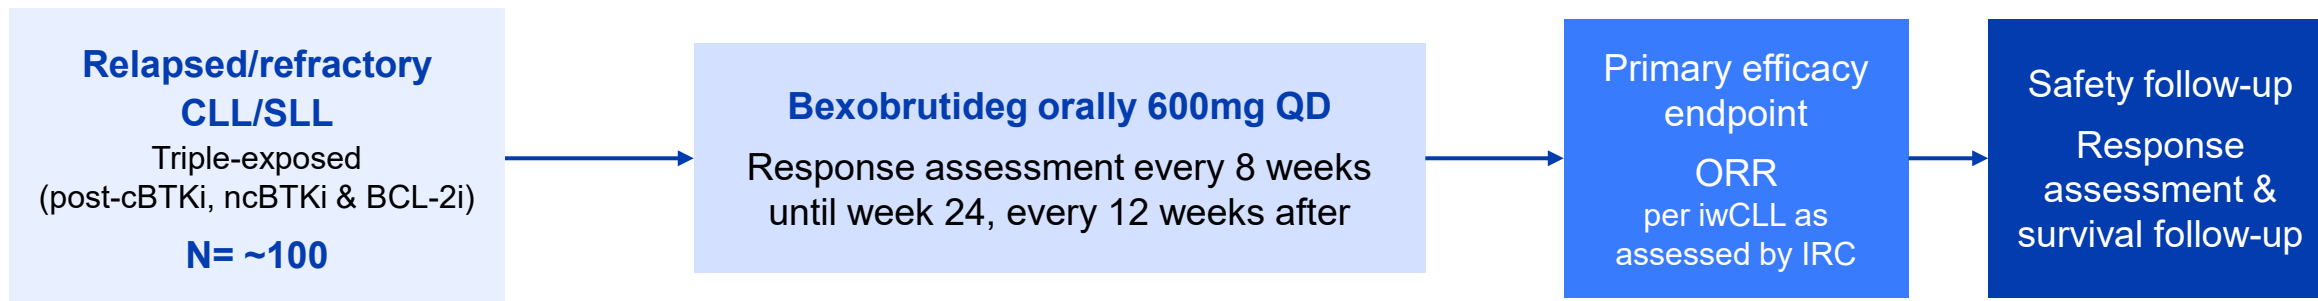 Relapsed/refractory
CLL/SLL
Triple-exposed
(post-cBTKi, ncBTKi & BCL-2i)
N= ~100
Bexobrutideg orally 600mg QD
Response assessment every 8 weeks
until week 24, every 12 weeks after
Primary efficacy
endpoint
ORR
per iwCLL as
assessed by IRC
Safety follow-up
Response
assessment &
survival follow-up